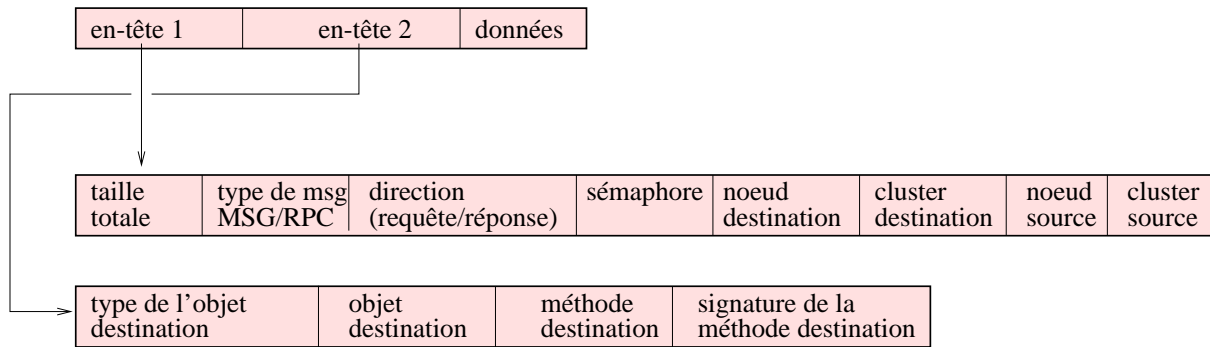 en-tête 1 en-tête 2 données
taille type de msg direction sémaphore noeud cluster noeud cluster
totale MSG/RPC (requête/réponse) destination destination source source
type de l'objet objet méthode signature de la
destination destination destination méthode destination